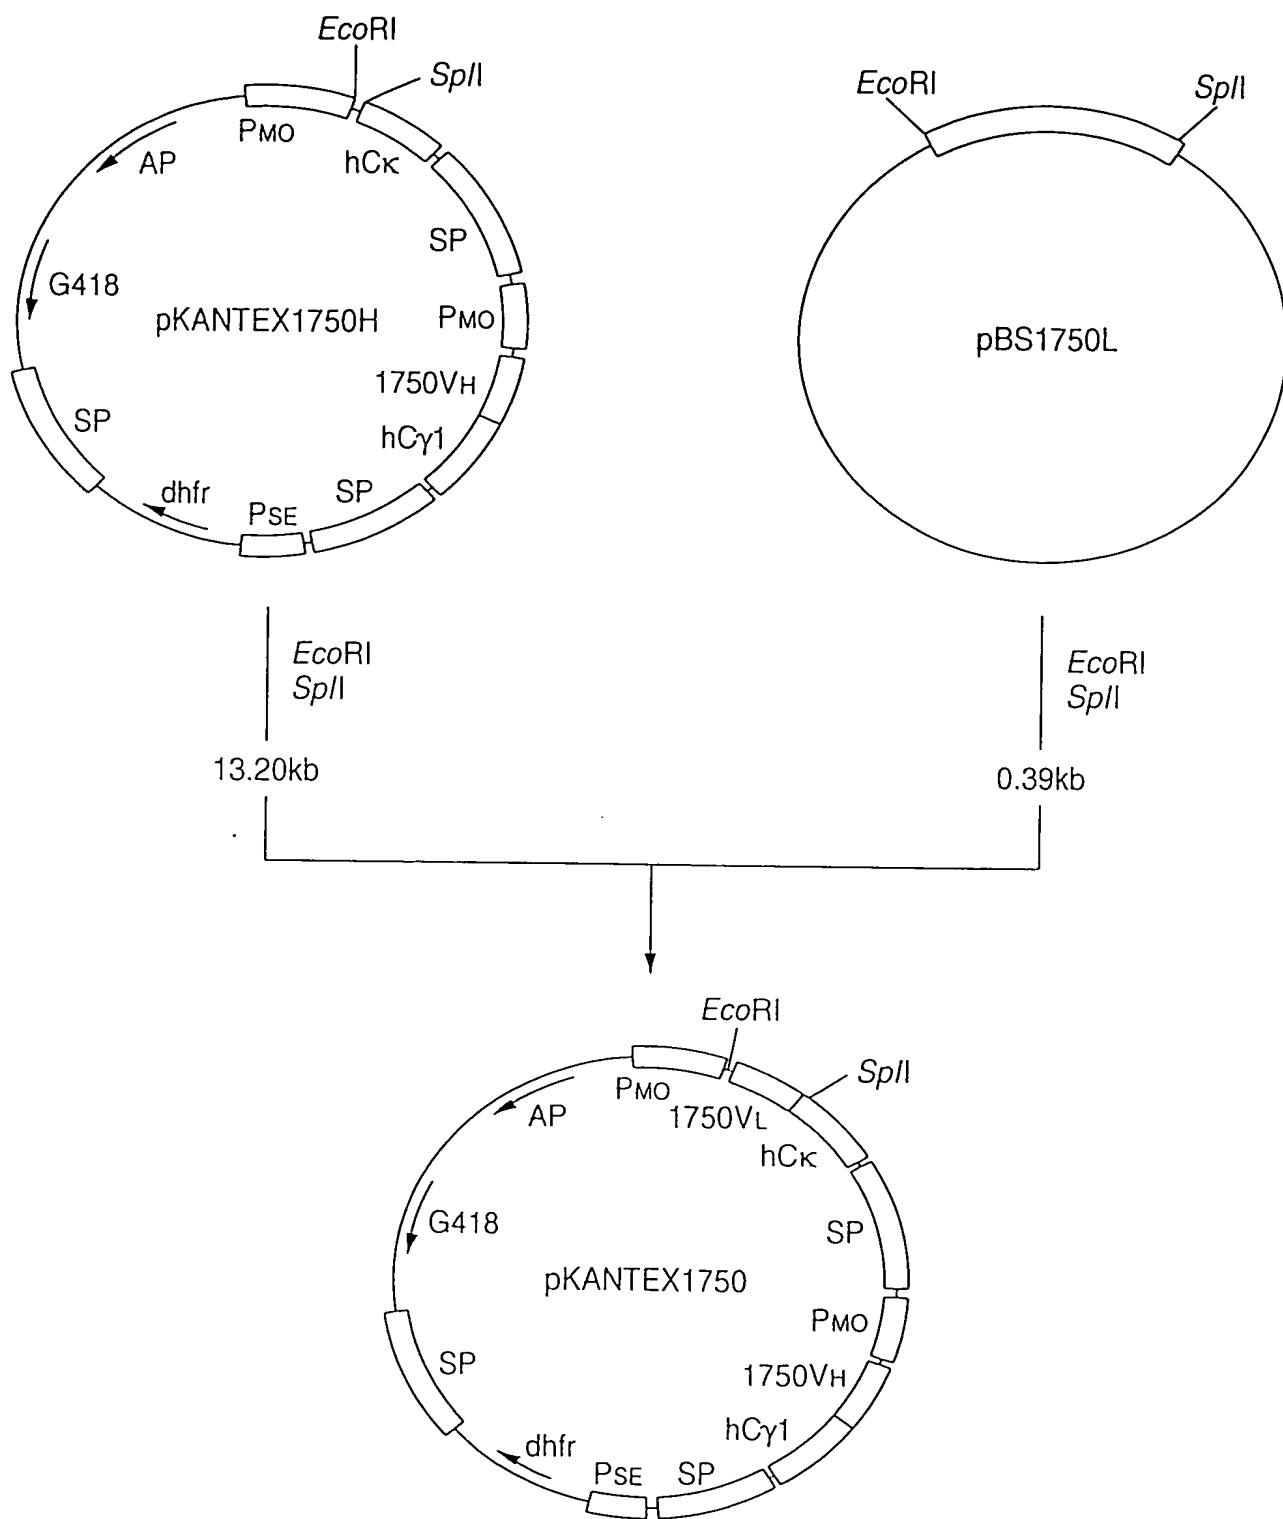 EcoRI
SplI
PMO
hCκ
AP
SP
G418
pKANTEX1750H
PMO
1750VH
SP
hCγ1
dhfr
PSE
SP
EcoRI
SplI
pBS1750L
EcoRI
SplI
13.20kb
EcoRI
SplI
0.39kb
EcoRI
SplI
PMO
1750VL
AP
hCκ
G418
SP
pKANTEX1750
PMO
SP
1750VH
hCγ1
dhfr
PSE
SP